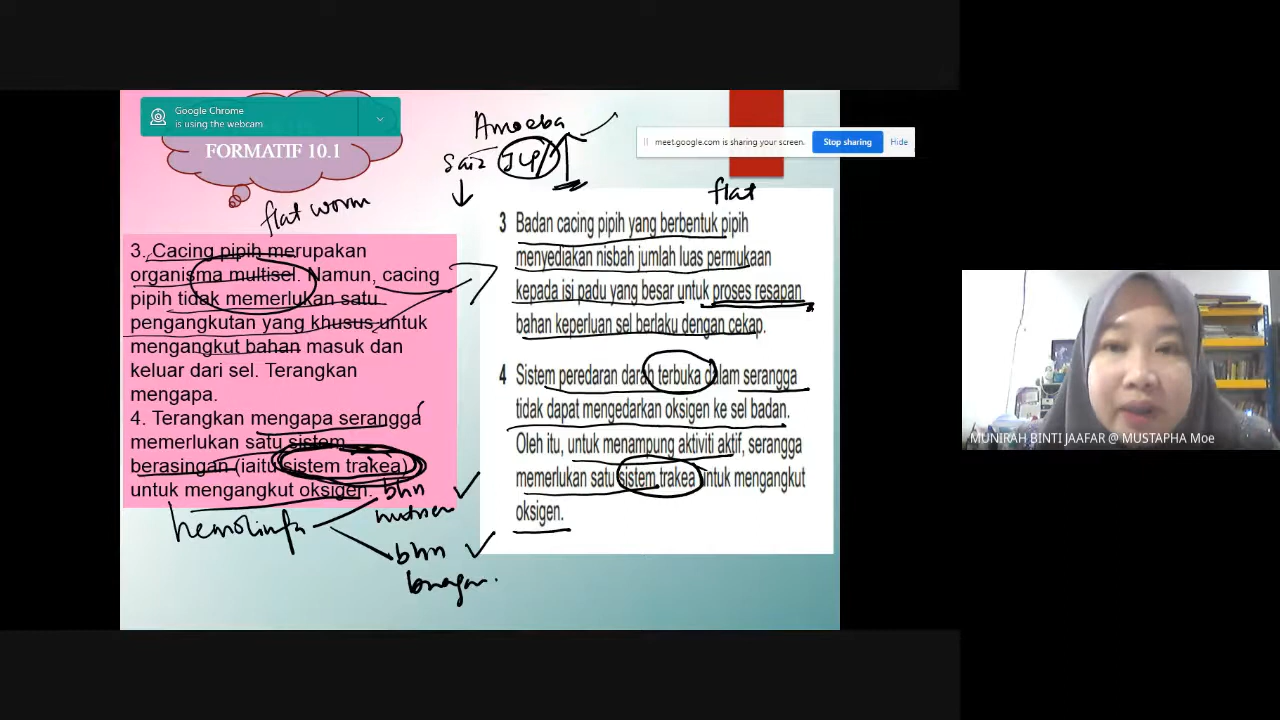 Google Chrome
is using the webcam
FORMATIF 10.1
Amoeba
saiz JLP/
meet.google.com is sharing your screen.
Stop sharing
Hide
flat worm
flat
3. Cacing pipih merupakan
organisma multisel. Namun, cacing
pipih tidak memerlukan satu
pengangkutan yang khusus untuk
mengangkut bahan masuk dan
keluar dari sel. Terangkan
mengapa.
4. Terangkan mengapa serangga
memerlukan satu sistem
berasingan (iaitu sistem trakea)
untuk mengangkut oksigen.
hemolimfa
bhn
nutrien
bhn
3 Badan cacing pipih yang berbentuk pipih
menyediakan nisbah jumlah luas permukaan
kepada isi padu yang besar untuk proses resapan
bahan keperluan sel berlaku dengan cekap.
4 Sistem peredaran darah terbuka dalam serangga
tidak dapat mengedarkan oksigen ke sel badan.
Oleh itu, untuk menampung aktiviti aktif, serangga
memerlukan satu sistem trakea untuk mengangkut
oksigen.
MUNIRAH BINTI JAAFAR @ MUSTAPHA Moe